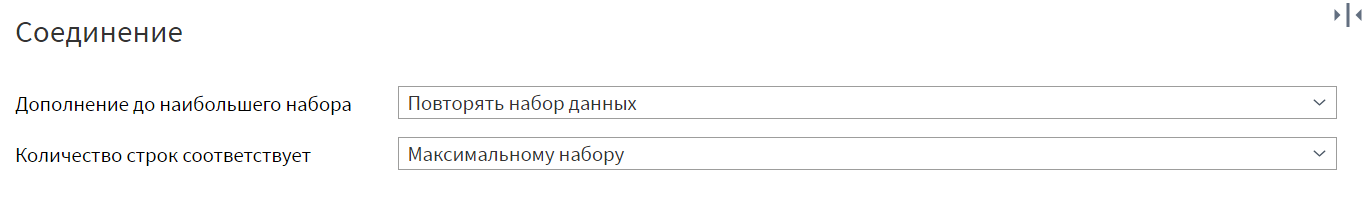 Соединение
Дополнение до наибольшего набора Повторять набор данных
Количество строк соответствует Максимальному набору